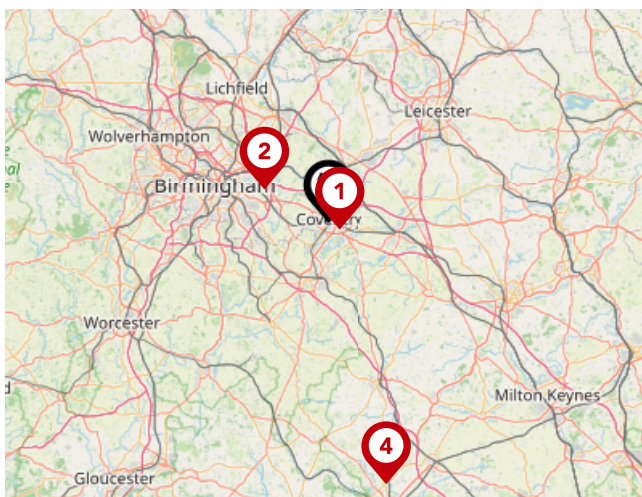 Lichfield
Leicester
Wolverhampton
2
Birmingham
1
Coventry
Worcester
Milton Keynes
4
Gloucester
d